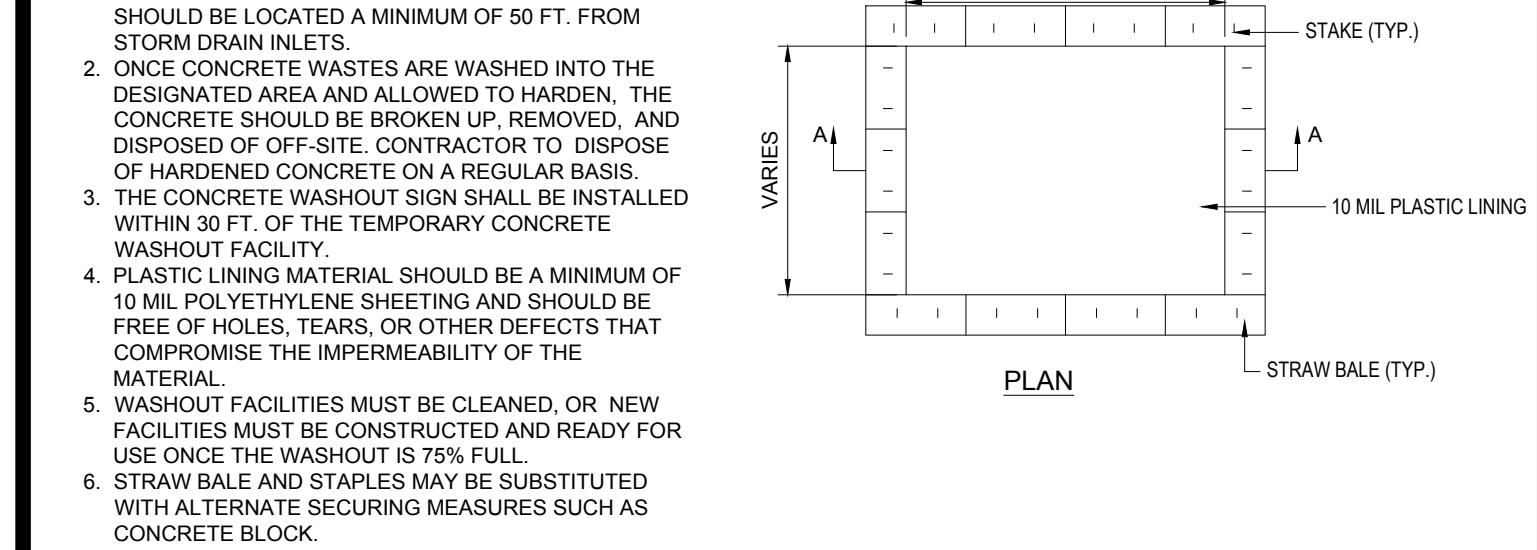 SHOULD BE LOCATED A MINIMUM OF 50 FT. FROM
STORM DRAIN INLETS.
2. ONCE CONCRETE WASTES ARE WASHED INTO THE
DESIGNATED AREA AND ALLOWED TO HARDEN, THE
CONCRETE SHOULD BE BROKEN UP, REMOVED, AND
DISPOSED OF OFF-SITE. CONTRACTOR TO DISPOSE
OF HARDENED CONCRETE ON A REGULAR BASIS.
3. THE CONCRETE WASHOUT SIGN SHALL BE INSTALLED
WITHIN 30 FT. OF THE TEMPORARY CONCRETE
WASHOUT FACILITY.
4. PLASTIC LINING MATERIAL SHOULD BE A MINIMUM OF
10 MIL POLYETHYLENE SHEETING AND SHOULD BE
FREE OF HOLES, TEARS, OR OTHER DEFECTS THAT
COMPROMISE THE IMPERMEABILITY OF THE
MATERIAL.
5. WASHOUT FACILITIES MUST BE CLEANED, OR NEW
FACILITIES MUST BE CONSTRUCTED AND READY FOR
USE ONCE THE WASHOUT IS 75% FULL.
6. STRAW BALE AND STAPLES MAY BE SUBSTITUTED
WITH ALTERNATE SECURING MEASURES SUCH AS
CONCRETE BLOCK.
STAKE (TYP.)
VARIES
A
A
10 MIL PLASTIC LINING
STRAW BALE (TYP.)
PLAN